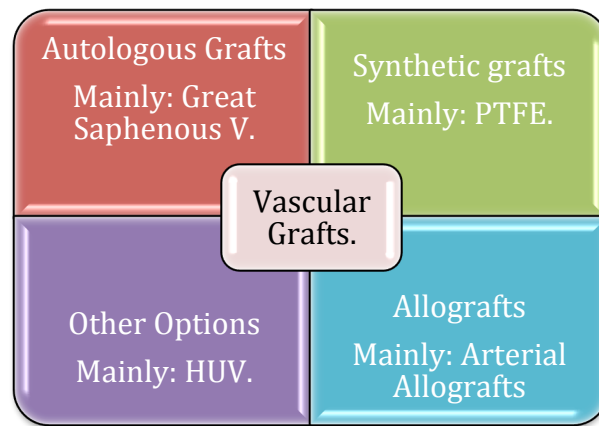 Autologous Grafts
Mainly: Great
Saphenous V.
Synthetic grafts
Mainly: PTFE.
Vascular
Grafts.
Other Options
Mainly: HUV.
Allografts
Mainly: Arterial
Allografts